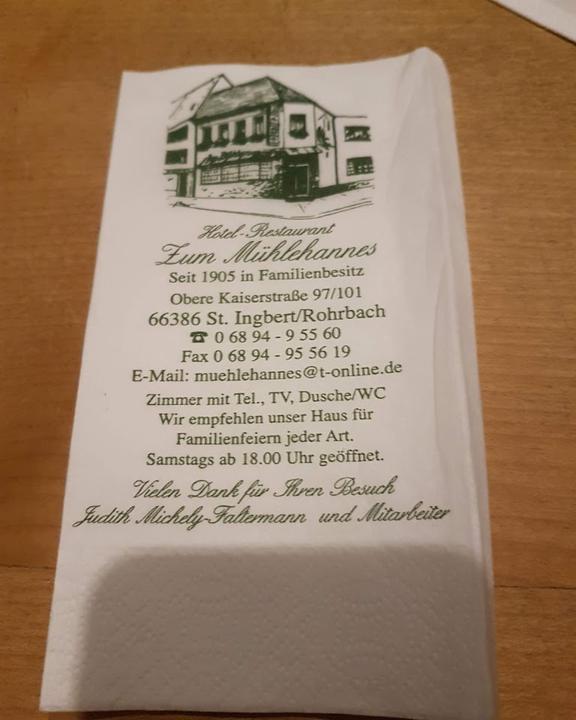 Hotel-Restaurant
Zum Mühlehannes
Seit 1905 in Familienbesitz
Obere Kaiserstraße 97/101
66386 St. Ingbert/Rohrbach
☎ 0 68 94 - 9 55 60
Fax 0 68 94 - 95 56 19
E-Mail: muehlehannes@t-online.de
Zimmer mit Tel., TV, Dusche/WC
Wir empfehlen unser Haus für
Familienfeiern jeder Art.
Samstags ab 18.00 Uhr geöffnet.
Vielen Dank für Ihren Besuch
Judith Michely-Faltermann und Mitarbeiter